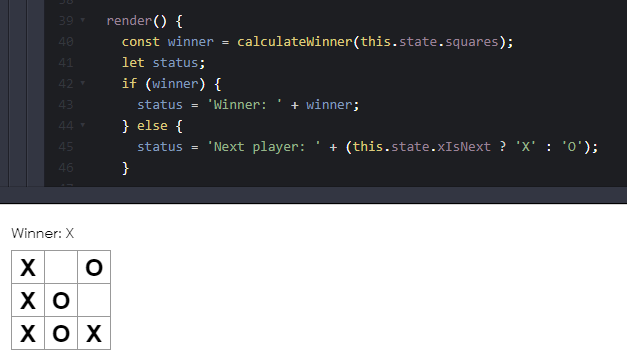 39 render() {
40 const winner = calculateWinner(this.state.squares);
41 let status;
42 if (winner) {
43 status = 'Winner: ' + winner;
44 } else {
45 status = 'Next player: ' + (this.state.xIsNext ? 'X' : 'O');
46 }
Winner: X
X O
X O
X O X